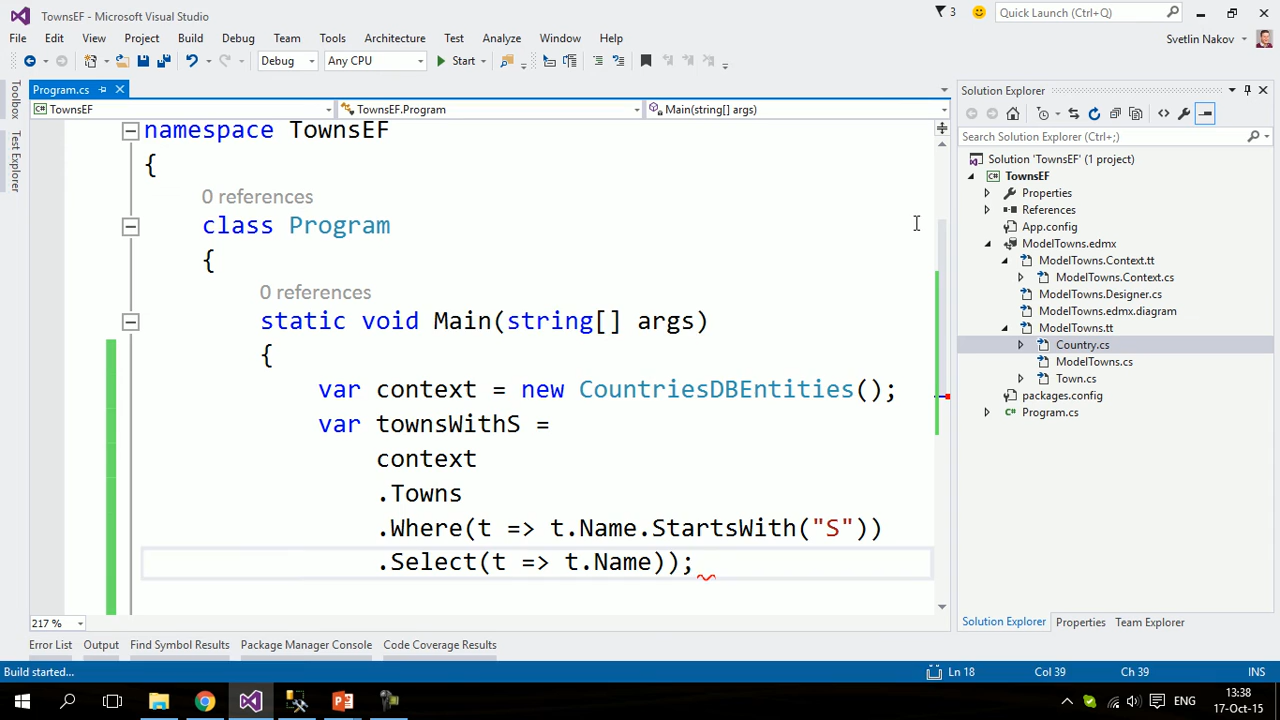 TownsEF - Microsoft Visual Studio
3
Quick Launch (Ctrl+Q)
File Edit View Project Build Debug Team Tools Architecture Test Analyze Window Help
Svetlin Nakov
Debug Any CPU Start
Toolbox
Test Explorer
Program.cs
TownsEF TownsEF.Program Main(string[] args)
namespace TownsEF
{
0 references
class Program
{
0 references
static void Main(string[] args)
{
var context = new CountriesDBEntities();
var townsWithS =
context
.Towns
.Where(t => t.Name.StartsWith("S"))
.Select(t => t.Name));
217 %
Solution Explorer
Search Solution Explorer (Ctrl+;)
Solution 'TownsEF' (1 project)
TownsEF
Properties
References
App.config
ModelTowns.edmx
ModelTowns.Context.tt
ModelTowns.Context.cs
ModelTowns.Designer.cs
ModelTowns.edmx.diagram
ModelTowns.tt
Country.cs
ModelTowns.cs
Town.cs
packages.config
Program.cs
Solution Explorer Properties Team Explorer
Error List Output Find Symbol Results Package Manager Console Code Coverage Results
Build started... Ln 18 Col 39 Ch 39 INS
ENG
13:38
17-Oct-15